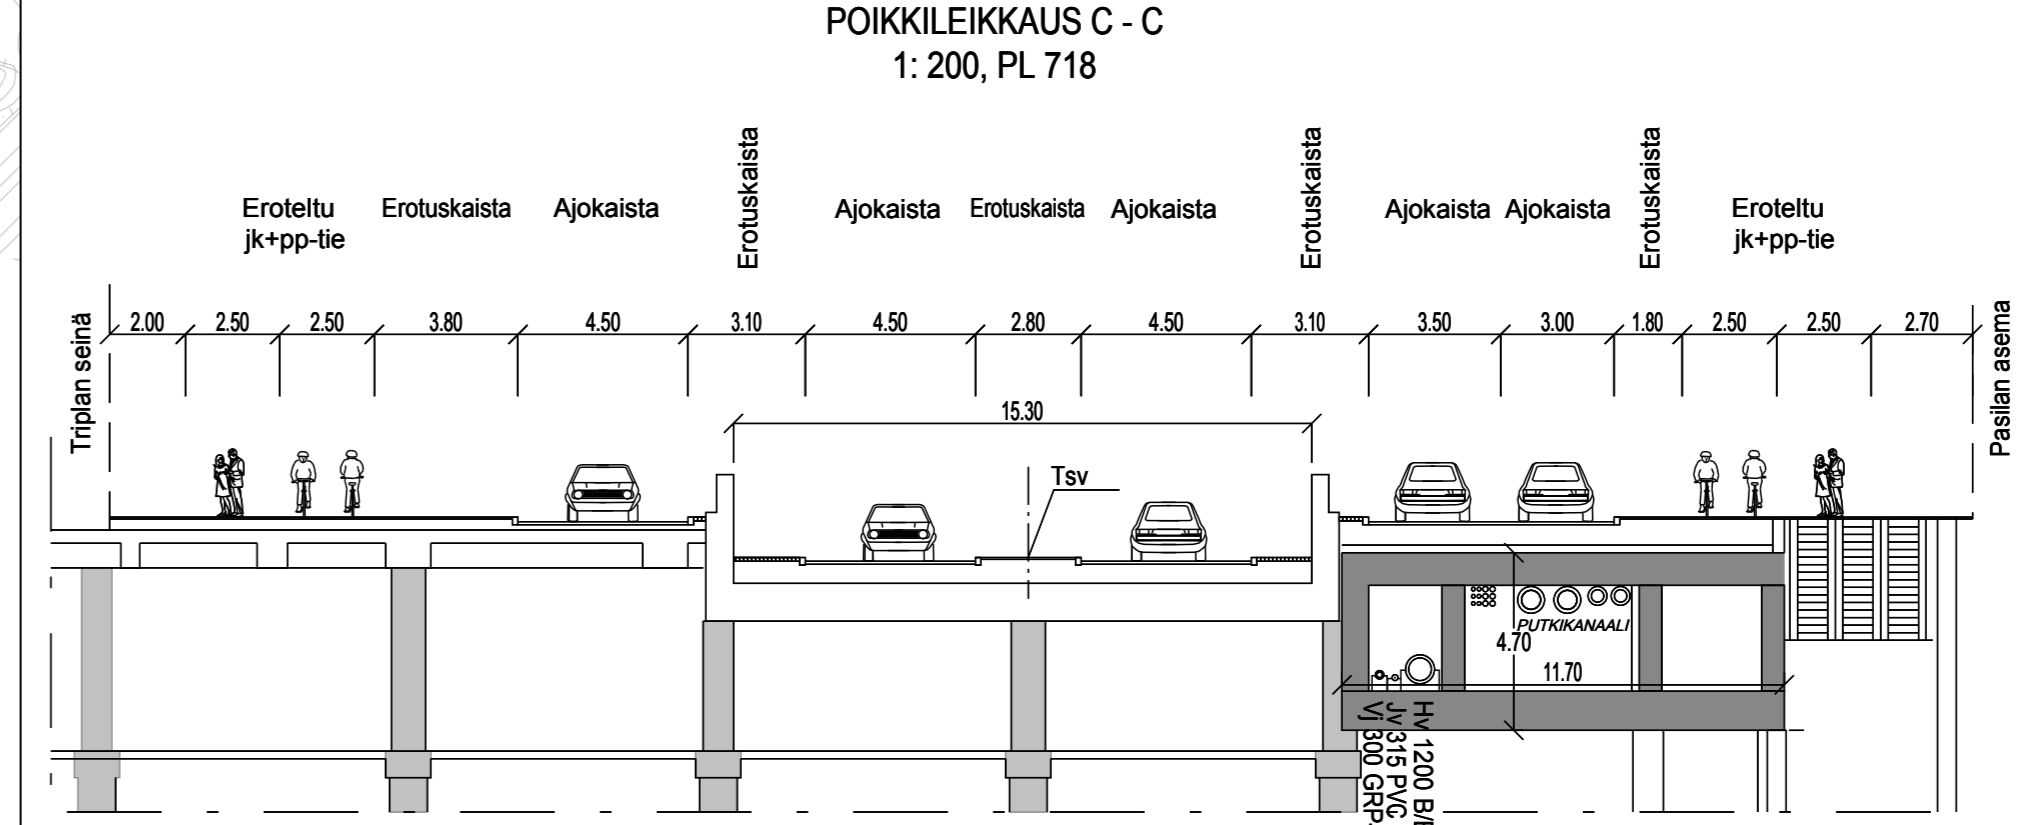 POIKKILEIKKAUS C - C
1: 200, PL 718
Eroteltu
jk+pp-tie
Erotuskaista
Ajokaista
Erotuskaista
Ajokaista
Erotuskaista
Ajokaista
Erotuskaista
Ajokaista
Ajokaista
Erotuskaista
Eroteltu
jk+pp-tie
Triplan seinä
2.00 2.50 2.50 3.80 4.50 3.10 4.50 2.80 4.50 3.10 3.50 3.00 1.80 2.50 2.50 2.70
Pasilan asema
15.30
Tsv
PUTKIKANAALI
4.70
11.70
Hv 1200 B/
Jv 315 PVC
Vj 300 GRP